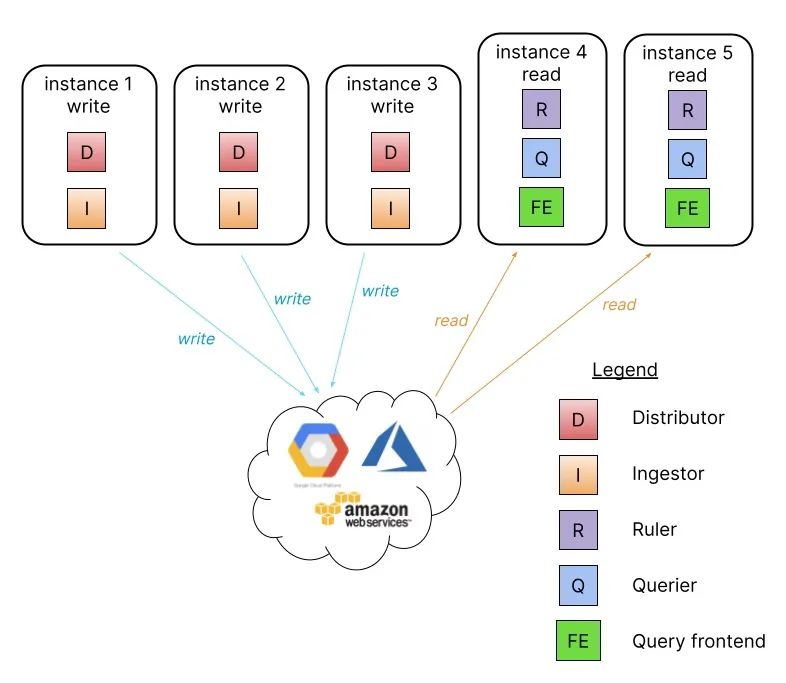 instance 1
write
D
I
instance 2
write
D
I
instance 3
write
D
I
instance 4
read
R
Q
FE
instance 5
read
R
Q
FE
write
write
write
read
read
Google Cloud Platform
amazon
webservices™
Legend
D Distributor
I Ingestor
R Ruler
Q Querier
FE Query frontend